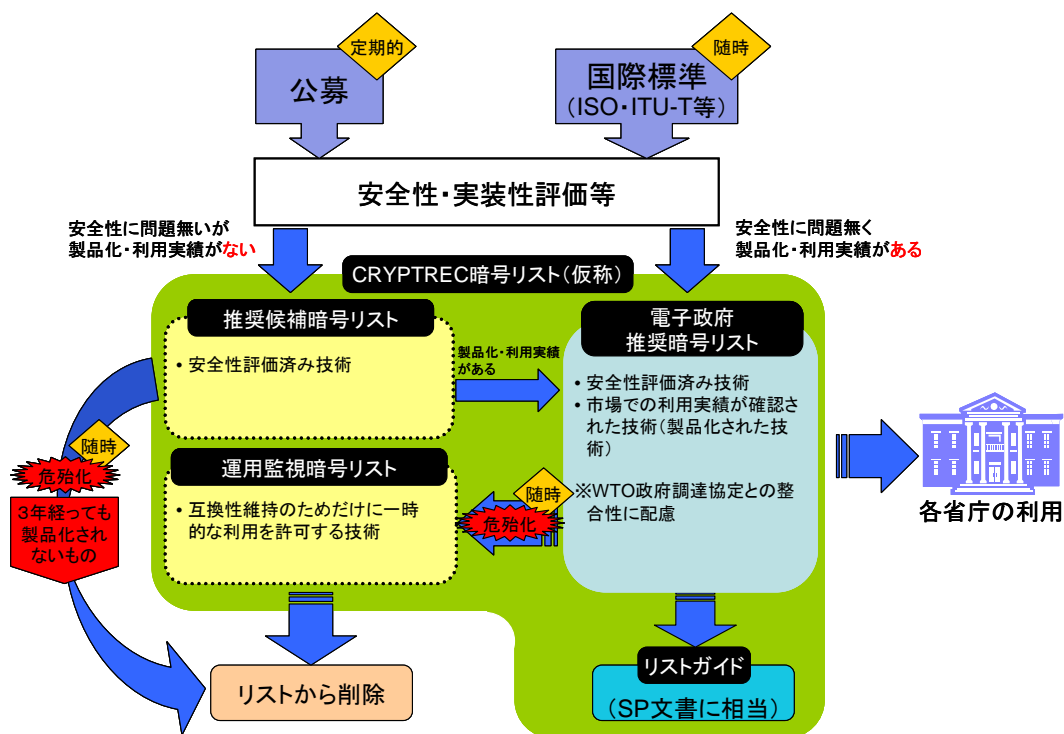 定期的
公募
随時
国際標準
（ISO・ITU-T等）
安全性・実装性評価等
安全性に問題無いが
製品化・利用実績がない
安全性に問題無く
製品化・利用実績がある
CRYPTREC暗号リスト（仮称）
推奨候補暗号リスト
• 安全性評価済み技術
製品化・利用実績
がある
電子政府
推奨暗号リスト
• 安全性評価済み技術
• 市場での利用実績が確認さ
れた技術（製品化された技
術）
※WTO政府調達協定との整
合性に配慮
随時
危殆化
3年経っても
製品化され
ないもの
運用監視暗号リスト
• 互換性維持のためだけに一時
的な利用を許可する技術
随時
危殆化
各省庁の利用
リストから削除
リストガイド
（SP文書に相当）